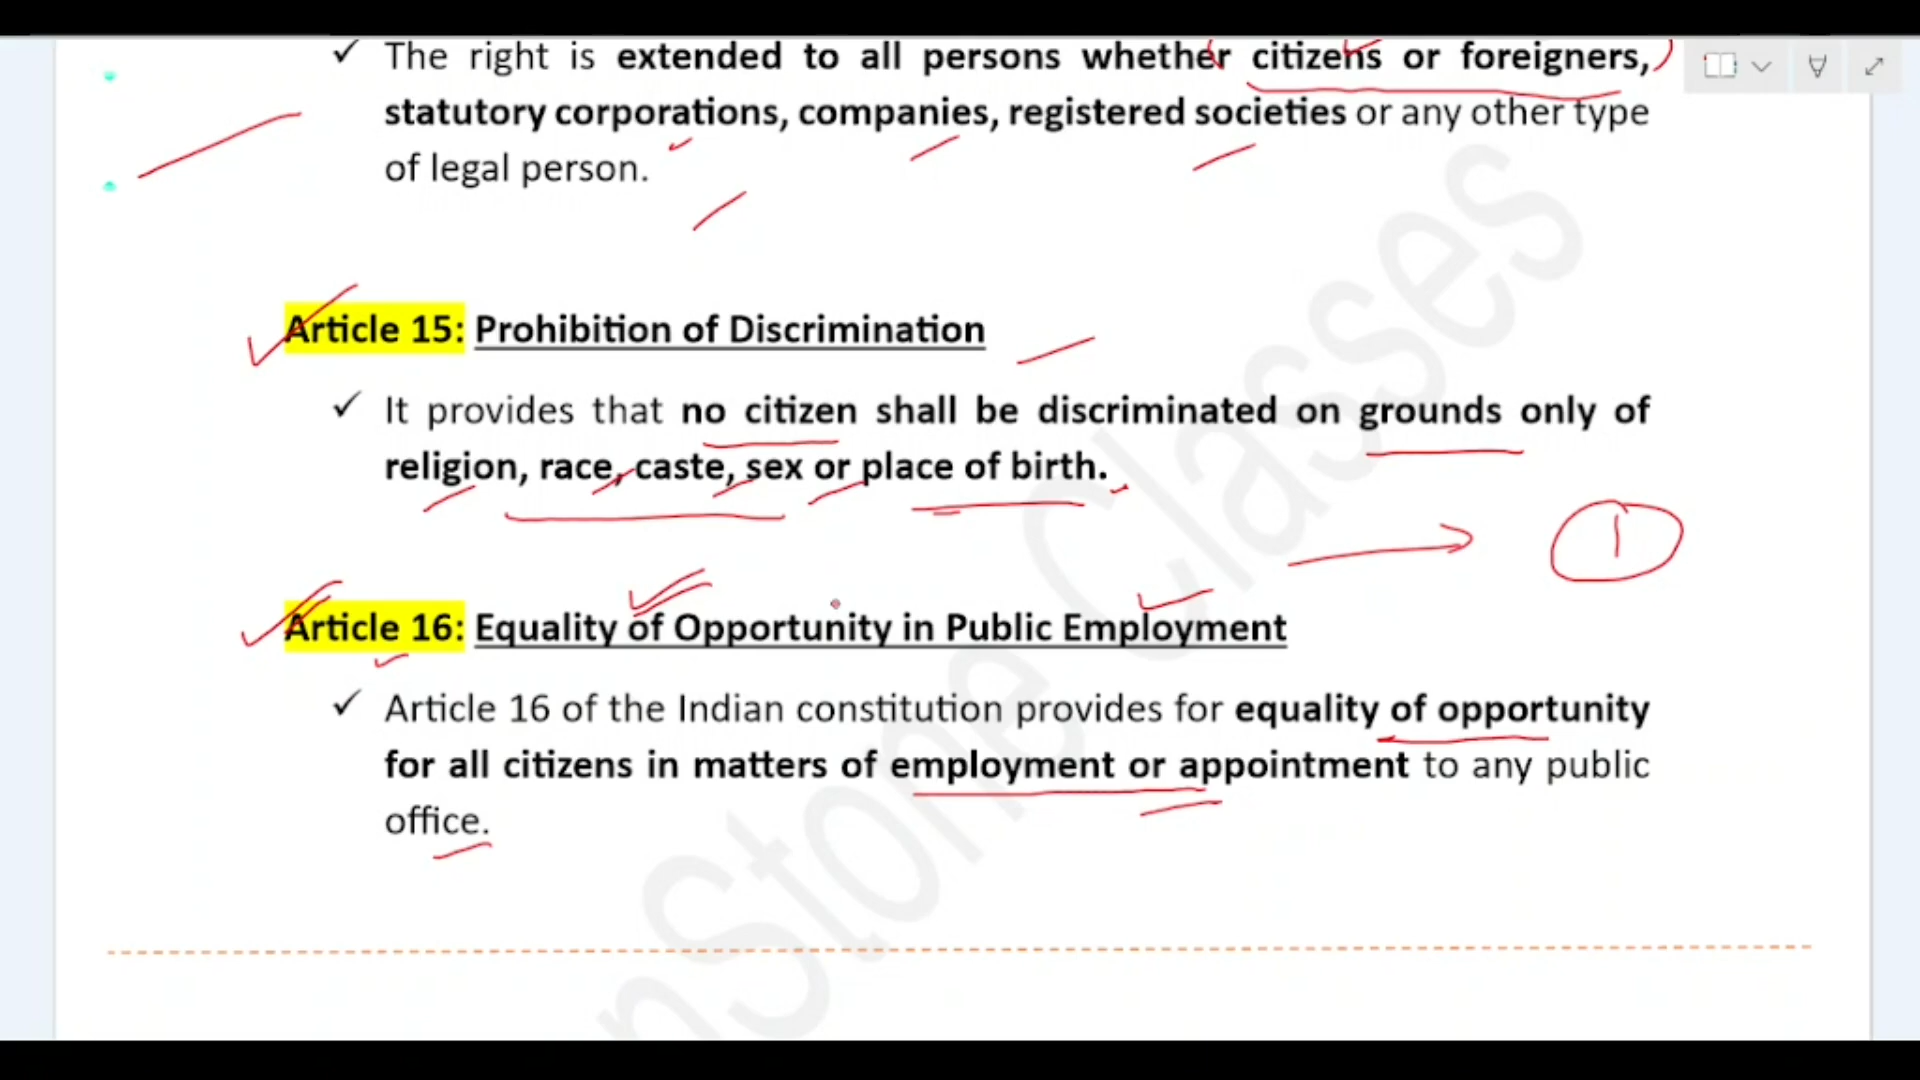 ✓ The right is extended to all persons whether citizens or foreigners,
statutory corporations, companies, registered societies or any other type
of legal person.
Article 15: Prohibition of Discrimination
✓ It provides that no citizen shall be discriminated on grounds only of
religion, race, caste, sex or place of birth.
1
Article 16: Equality of Opportunity in Public Employment
✓ Article 16 of the Indian constitution provides for equality of opportunity
for all citizens in matters of employment or appointment to any public
office.
nStone Classes